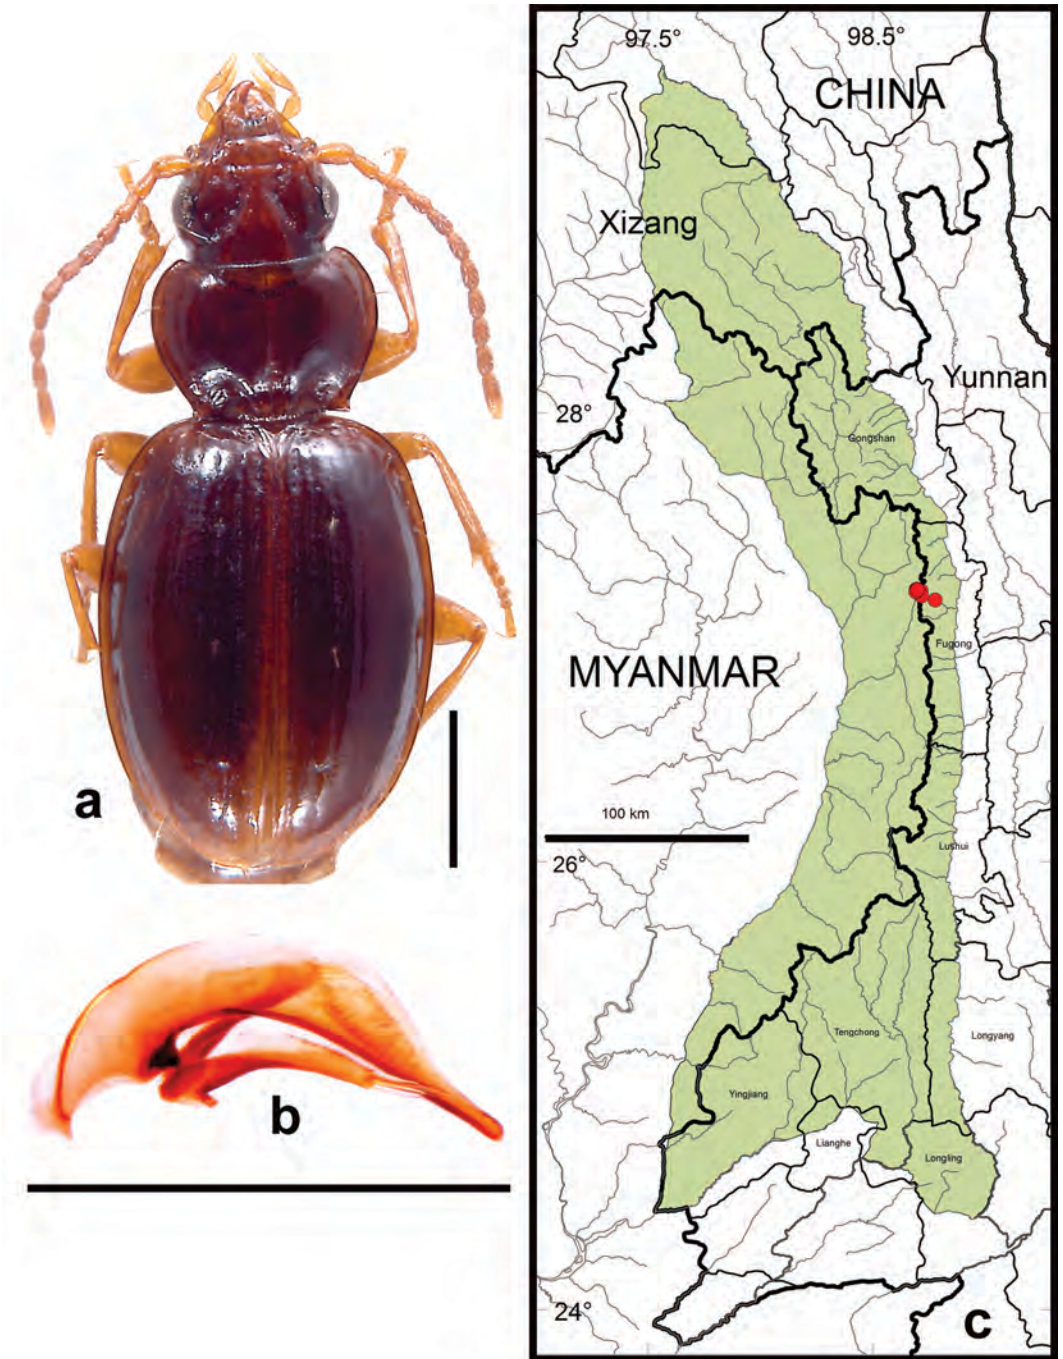 a
b
97.5°
98.5°
CHINA
Xizang
Yunnan
28°
Gongshan
Fugong
MYANMAR
100 km
Lushui
26°
Tengchong
Longyang
Yingjiang
Lianghe
Longling
24°
c